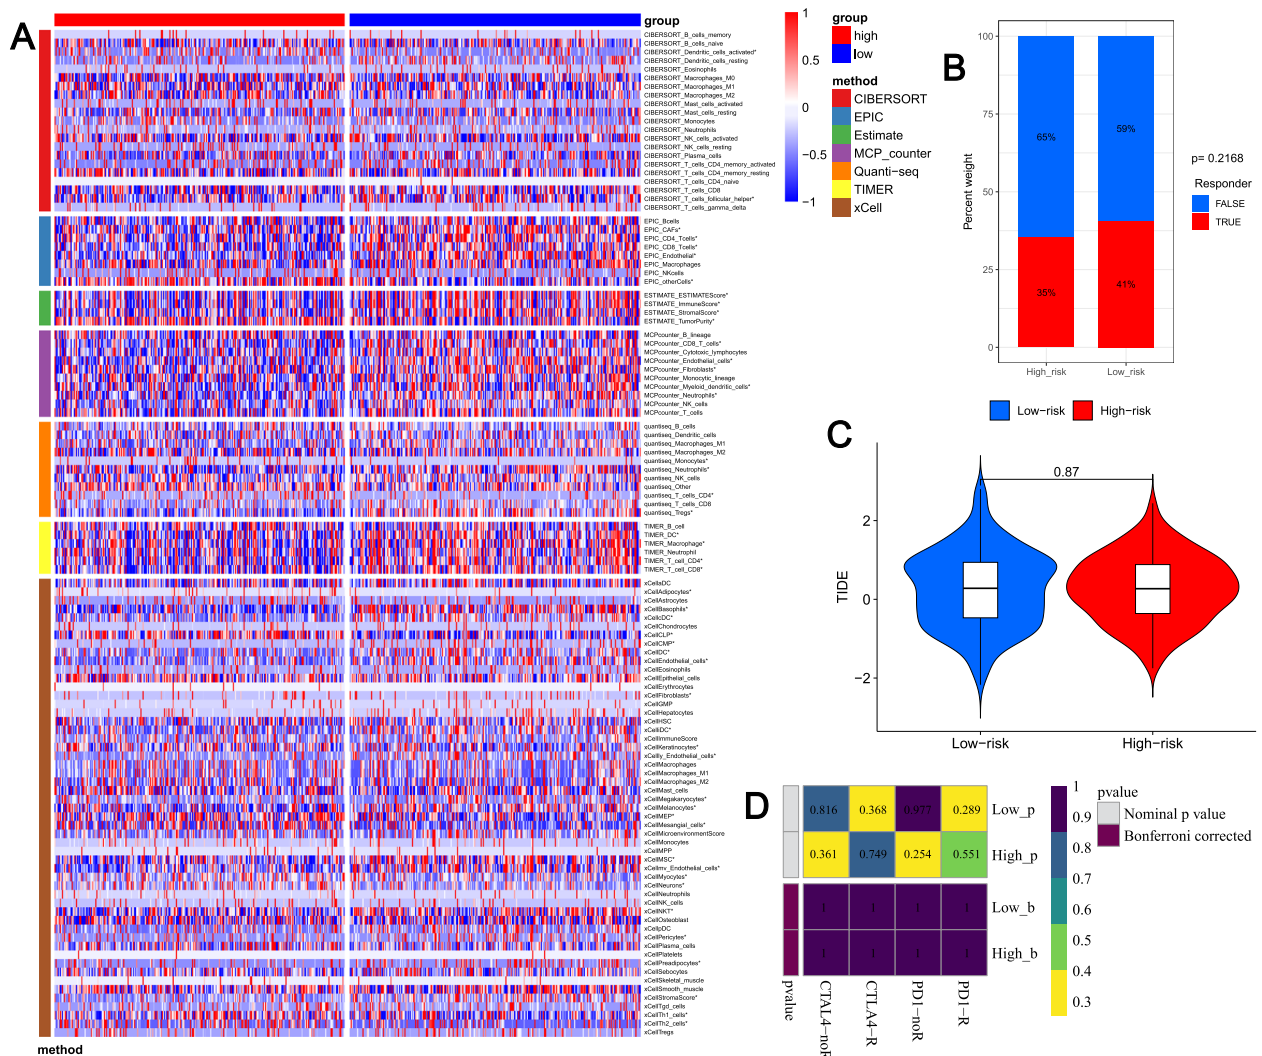 A
group
CIBERSORT_B_cells_memory
CIBERSORT_B_cells_naive
CIBERSORT_Dendritic_cells_activated*
CIBERSORT_Dendritic_cells_resting
CIBERSORT_Eosinophils
CIBERSORT_Macrophages_M0
CIBERSORT_Macrophages_M1
CIBERSORT_Macrophages_M2
CIBERSORT_Mast_cells_activated
CIBERSORT_Mast_cells_resting
CIBERSORT_Monocytes
CIBERSORT_Neutrophils
CIBERSORT_NK_cells_activated
CIBERSORT_NK_cells_resting
CIBERSORT_Plasma_cells
CIBERSORT_T_cells_CD4_memory_activated
CIBERSORT_T_cells_CD4_memory_resting
CIBERSORT_T_cells_CD4_naive
CIBERSORT_T_cells_CD8
CIBERSORT_T_cells_follicular_helper*
CIBERSORT_T_cells_gamma_delta
EPIC_Bcells
EPIC_CAFs*
EPIC_CD4_Tcells*
EPIC_CD8_Tcells*
EPIC_Endothelial*
EPIC_Macrophages
EPIC_NKcells
EPIC_otherCells*
ESTIMATE_ESTIMATEScore*
ESTIMATE_ImmuneScore*
ESTIMATE_StromalScore*
ESTIMATE_TumorPurity*
MCPcounter_B_lineage
MCPcounter_CD8_T_cells*
MCPcounter_Cytotoxic_lymphocytes
MCPcounter_Endothelial_cells*
MCPcounter_Fibroblasts*
MCPcounter_Monocytic_lineage
MCPcounter_Myeloid_dendritic_cells*
MCPcounter_Neutrophils*
MCPcounter_NK_cells
MCPcounter_T_cells
quantiseq_B_cells
quantiseq_Dendritic_cells
quantiseq_Macrophages_M1
quantiseq_Macrophages_M2
quantiseq_Monocytes*
quantiseq_Neutrophils*
quantiseq_NK_cells
quantiseq_Other
quantiseq_T_cells_CD4*
quantiseq_T_cells_CD8
quantiseq_Tregs*
TIMER_B_cell
TIMER_DC*
TIMER_Macrophage*
TIMER_Neutrophil
TIMER_T_cell_CD4*
TIMER_T_cell_CD8*
xCellaDC
xCellAdipocytes*
xCellAstrocytes
xCellBasophils*
xCellcDC*
xCellChondrocytes
xCellCLP*
xCellCMP*
xCellDC*
xCellEndothelial_cells*
xCellEosinophils
xCellEpithelial_cells
xCellErythrocytes
xCellFibroblasts*
xCellGMP
xCellHepatocytes
xCellHSC
xCelliDC*
xCellImmuneScore
xCellKeratinocytes*
xCellly_Endothelial_cells*
xCellMacrophages
xCellMacrophages_M1
xCellMacrophages_M2
xCellMast_cells
xCellMegakaryocytes*
xCellMelanocytes*
xCellMEP*
xCellMesangial_cells*
xCellMicroenvironmentScore
xCellMonocytes
xCellMPP
xCellMSC*
xCellmv_Endothelial_cells*
xCellMyocytes*
xCellNeurons*
xCellNeutrophils
xCellNK_cells
xCellNKT*
xCellOsteoblast
xCellpDC
xCellPericytes*
xCellPlasma_cells
xCellPlatelets
xCellPreadipocytes*
xCellSebocytes
xCellSkeletal_muscle
xCellSmooth_muscle
xCellStromaScore*
xCellTgd_cells
xCellTh1_cells*
xCellTh2_cells*
xCellTregs
method
1
0.5
0
−0.5
−1
group
high
low
method
CIBERSORT
EPIC
Estimate
MCP_counter
Quanti−seq
TIMER
xCell
B
Percent weight
100
75
50
25
0
65%
59%
35%
41%
High_risk
Low_risk
p= 0.2168
Responder
FALSE
TRUE
C
Low−risk
High−risk
0.87
TIDE
2
0
−2
Low−risk
High−risk
D
0.816 0.368 0.977 0.289 Low_p
0.361 0.749 0.254 0.551 High_p
1 1 1 1 Low_b
1 1 1 1 High_b
pvalue
CTAL4−noR
CTLA4−R
PD1−noR
PD1−R
1
0.9
0.8
0.7
0.6
0.5
0.4
0.3
pvalue
Nominal p value
Bonferroni corrected